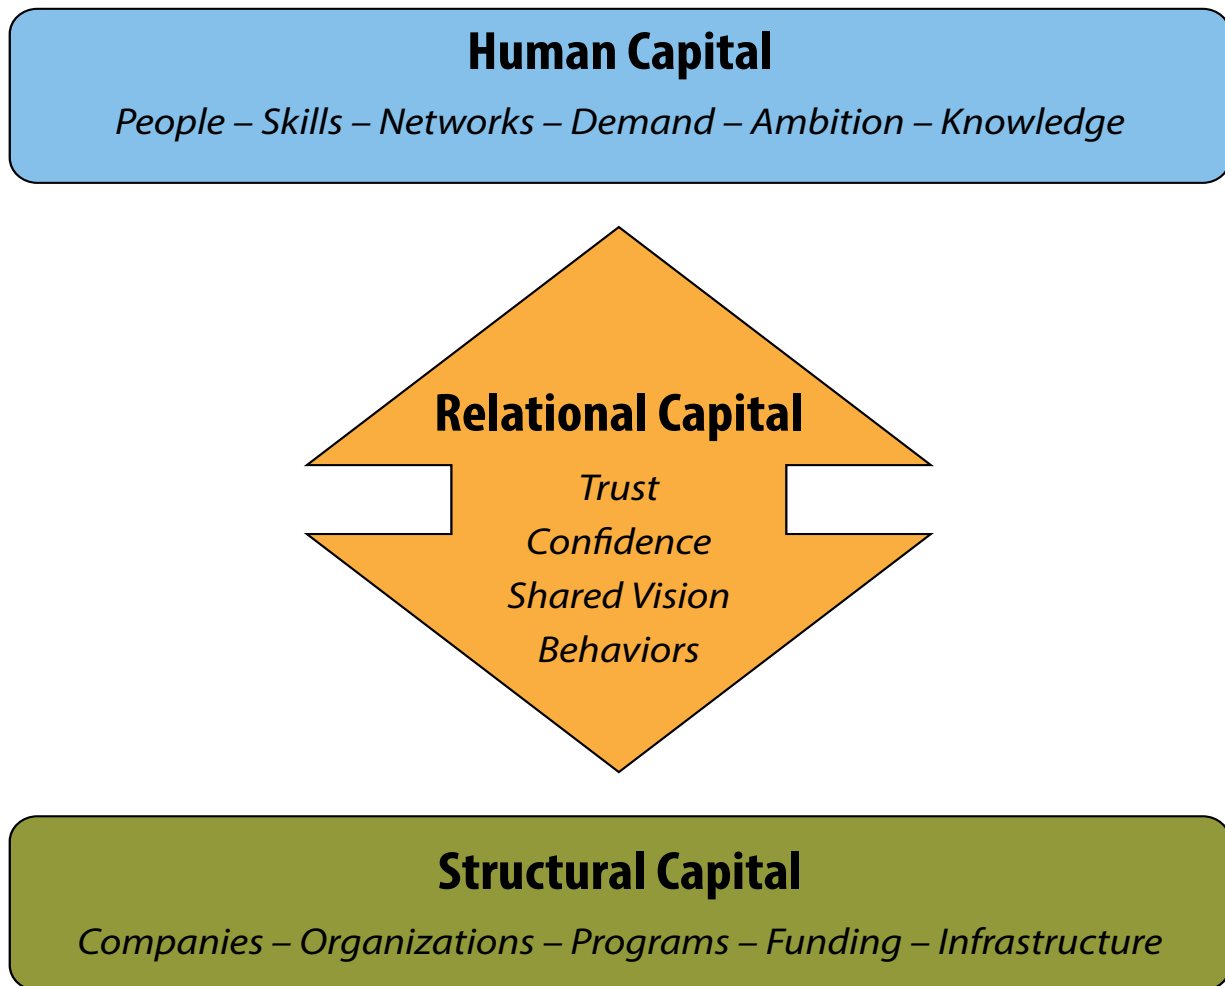 Human Capital
People – Skills – Networks – Demand – Ambition – Knowledge
Relational Capital
Trust
Confidence
Shared Vision
Behaviors
Structural Capital
Companies – Organizations – Programs – Funding – Infrastructure